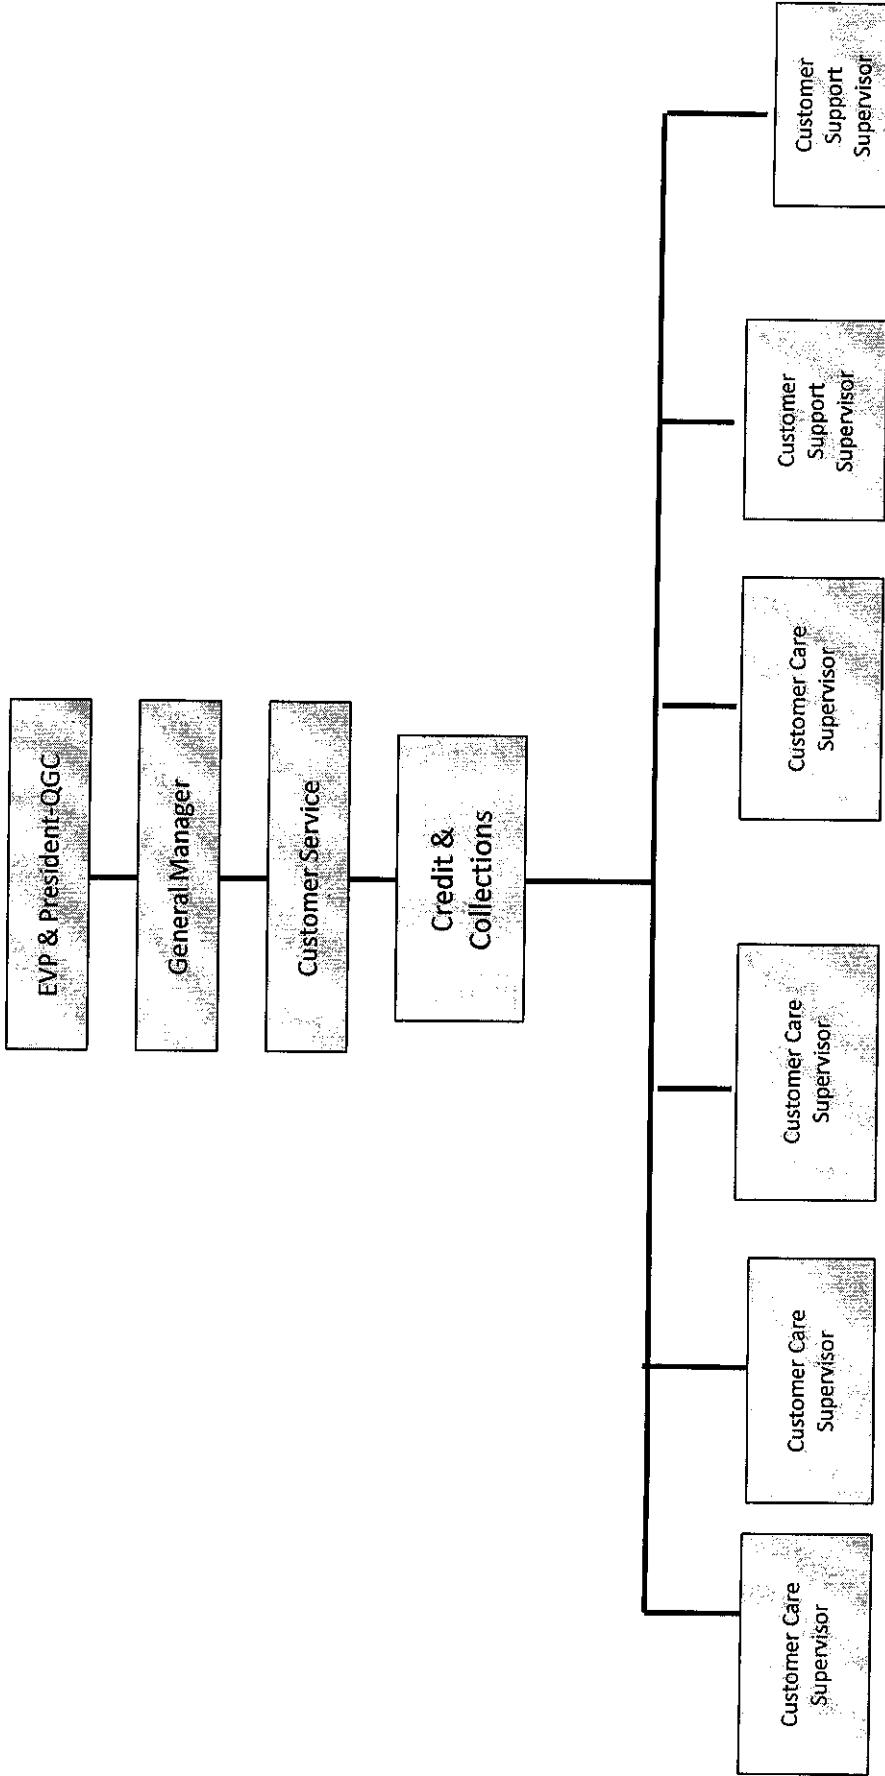 EVP & President-QGC
General Manager
Customer Service
Credit &
Collections
Customer Care
Supervisor
Customer Care
Supervisor
Customer Care
Supervisor
Customer Care
Supervisor
Customer
Support
Supervisor
Customer
Support
Supervisor